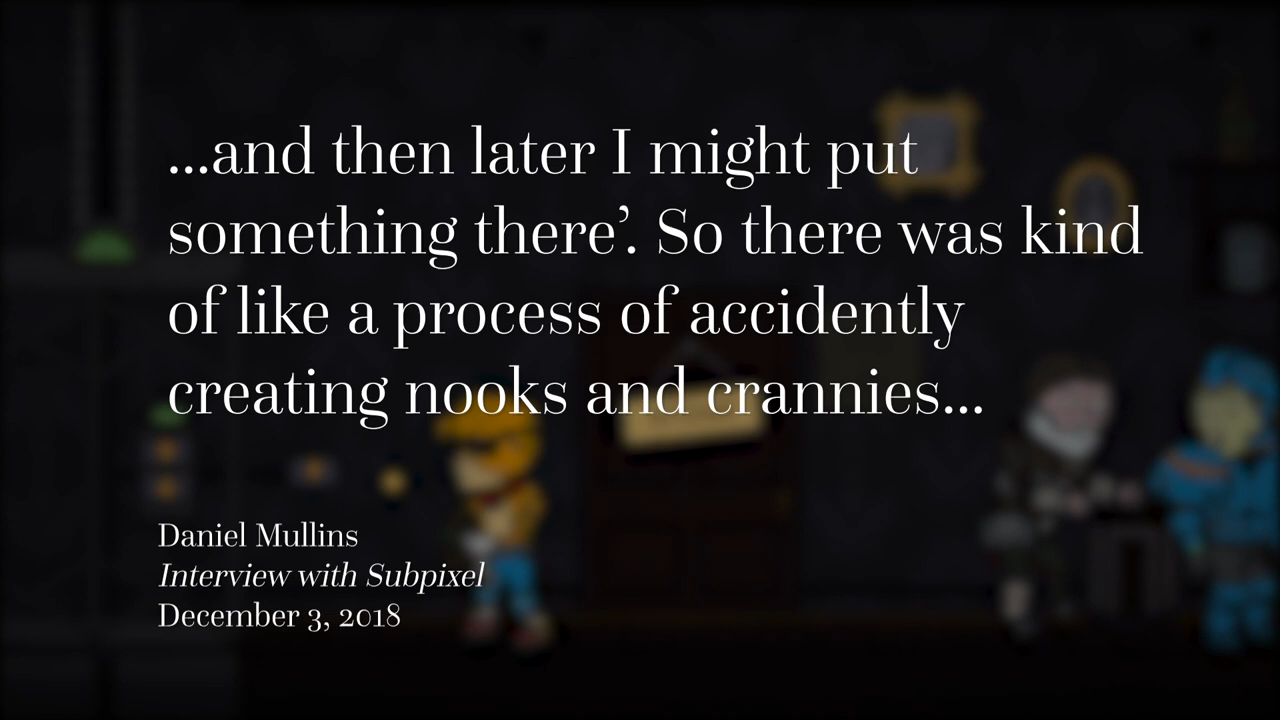 ...and then later I might put
something there’. So there was kind
of like a process of accidently
creating nooks and crannies...
Daniel Mullins
Interview with Subpixel
December 3, 2018